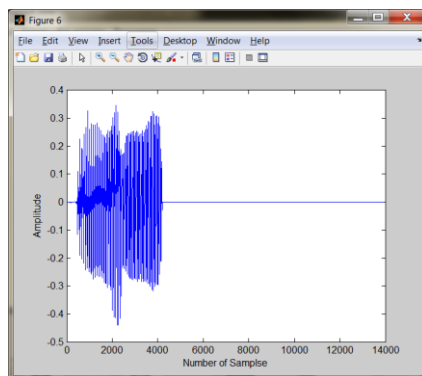 Figure 6
File Edit View Insert Tools Desktop Window Help
0.4
0.3
0.2
0.1
0
-0.1
-0.2
-0.3
-0.4
-0.5
Amplitude
0 2000 4000 6000 8000 10000 12000 14000
Number of Samplse